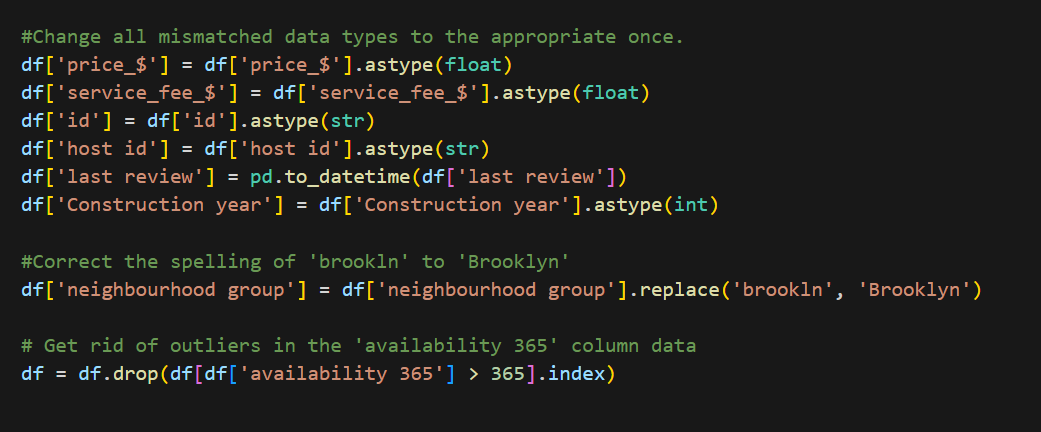 #Change all mismatched data types to the appropriate once.
df['price_$'] = df['price_$'].astype(float)
df['service_fee_$'] = df['service_fee_$'].astype(float)
df['id'] = df['id'].astype(str)
df['host id'] = df['host id'].astype(str)
df['last review'] = pd.to_datetime(df['last review'])
df['Construction year'] = df['Construction year'].astype(int)
#Correct the spelling of 'brookln' to 'Brooklyn'
df['neighbourhood group'] = df['neighbourhood group'].replace('brookln', 'Brooklyn')
# Get rid of outliers in the 'availability 365' column data
df = df.drop(df[df['availability 365'] > 365].index)